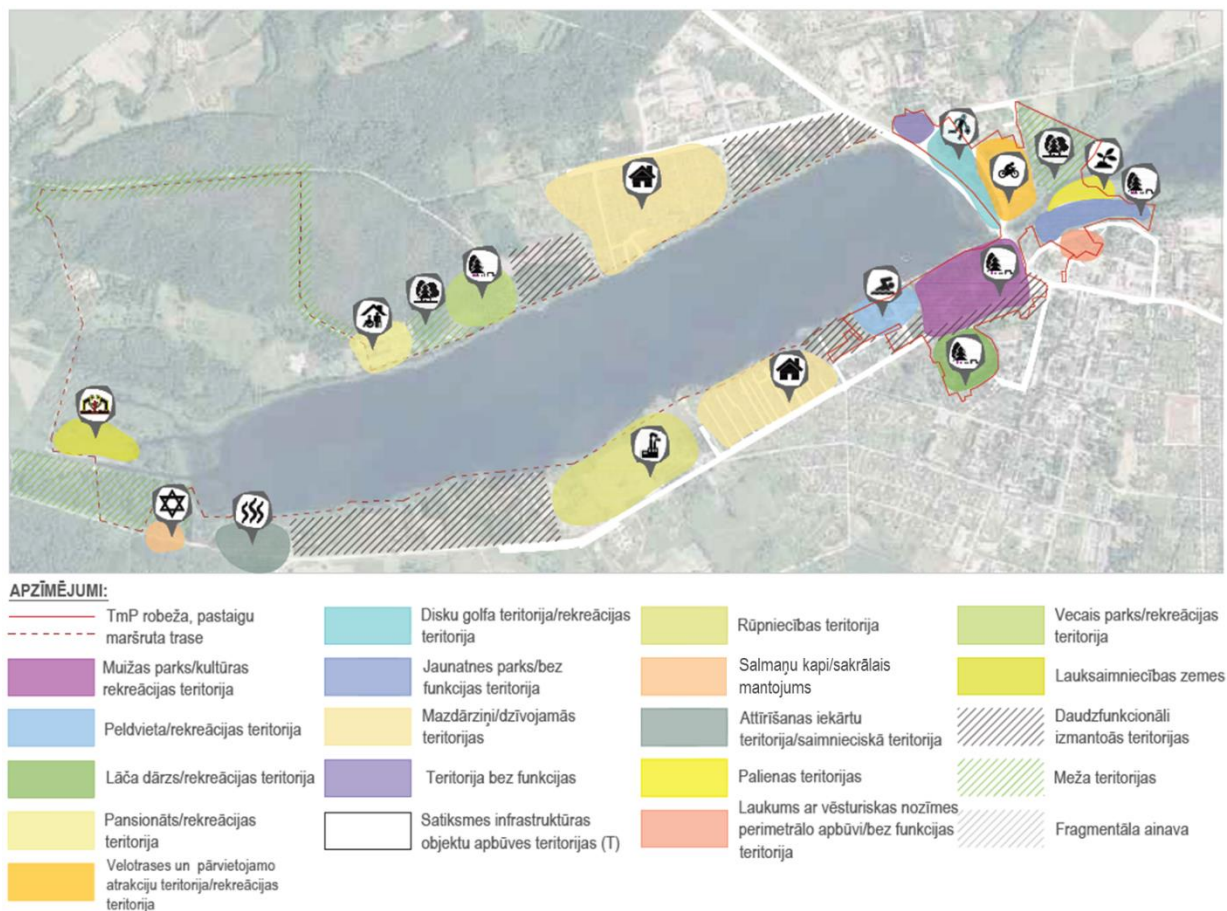 APZĪMĒJUMI:
TmP robeža, pastaigu
maršruta trase
Muižas parks/kultūras
rekreācijas teritorija
Peldvieta/rekreācijas teritorija
Lāča dārzs/rekreācijas teritorija
Pansionāts/rekreācijas
teritorija
Velotrases un pārvietojamo
atrakciju teritorija/rekreācijas
teritorija
Disku golfa teritorija/rekreācijas
teritorija
Jaunatnes parks/bez
funkcijas teritorija
Mazdārziņi/dzīvojamās
teritorijas
Teritorija bez funkcijas
Satiksmes infrastruktūras
objektu apbūves teritorijas (T)
Rūpniecības teritorija
Salmaņu kapi/sakrālais
mantojums
Attīrīšanas iekārtu
teritorija/saimnieciskā teritorija
Palienas teritorijas
Laukums ar vēsturiskas nozīmes
perimetrālo apbūvi/bez funkcijas
teritorija
Vecais parks/rekreācijas
teritorija
Lauksaimniecības zemes
Daudzfunkcionāli
izmantoās teritorijas
Meža teritorijas
Fragmentāla ainava